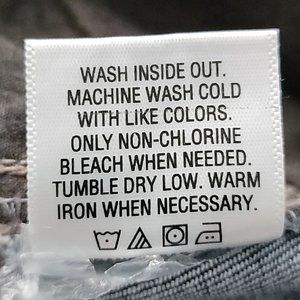 WASH INSIDE OUT.
MACHINE WASH COLD
WITH LIKE COLORS.
ONLY NON-CHLORINE
BLEACH WHEN NEEDED.
TUMBLE DRY LOW. WARM
IRON WHEN NECESSARY.